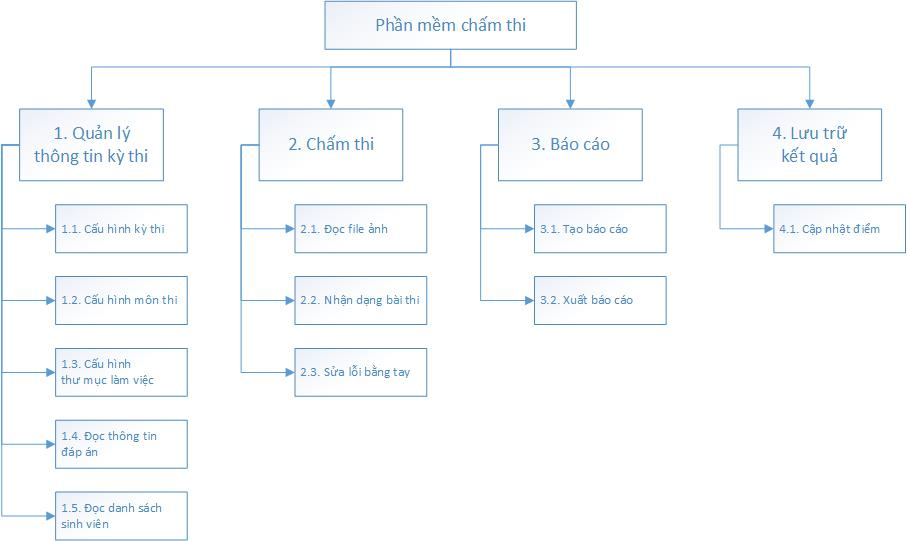 Phần mềm chấm thi
1. Quản lý
thông tin kỳ thi
1.1. Cấu hình kỳ thi
1.2. Cấu hình môn thi
1.3. Cấu hình
thư mục làm việc
1.4. Đọc thông tin
đáp án
1.5. Đọc danh sách
sinh viên
2. Chấm thi
2.1. Đọc file ảnh
2.2. Nhận dạng bài thi
2.3. Sửa lỗi bằng tay
3. Báo cáo
3.1. Tạo báo cáo
3.2. Xuất báo cáo
4. Lưu trữ
kết quả
4.1. Cập nhật điểm